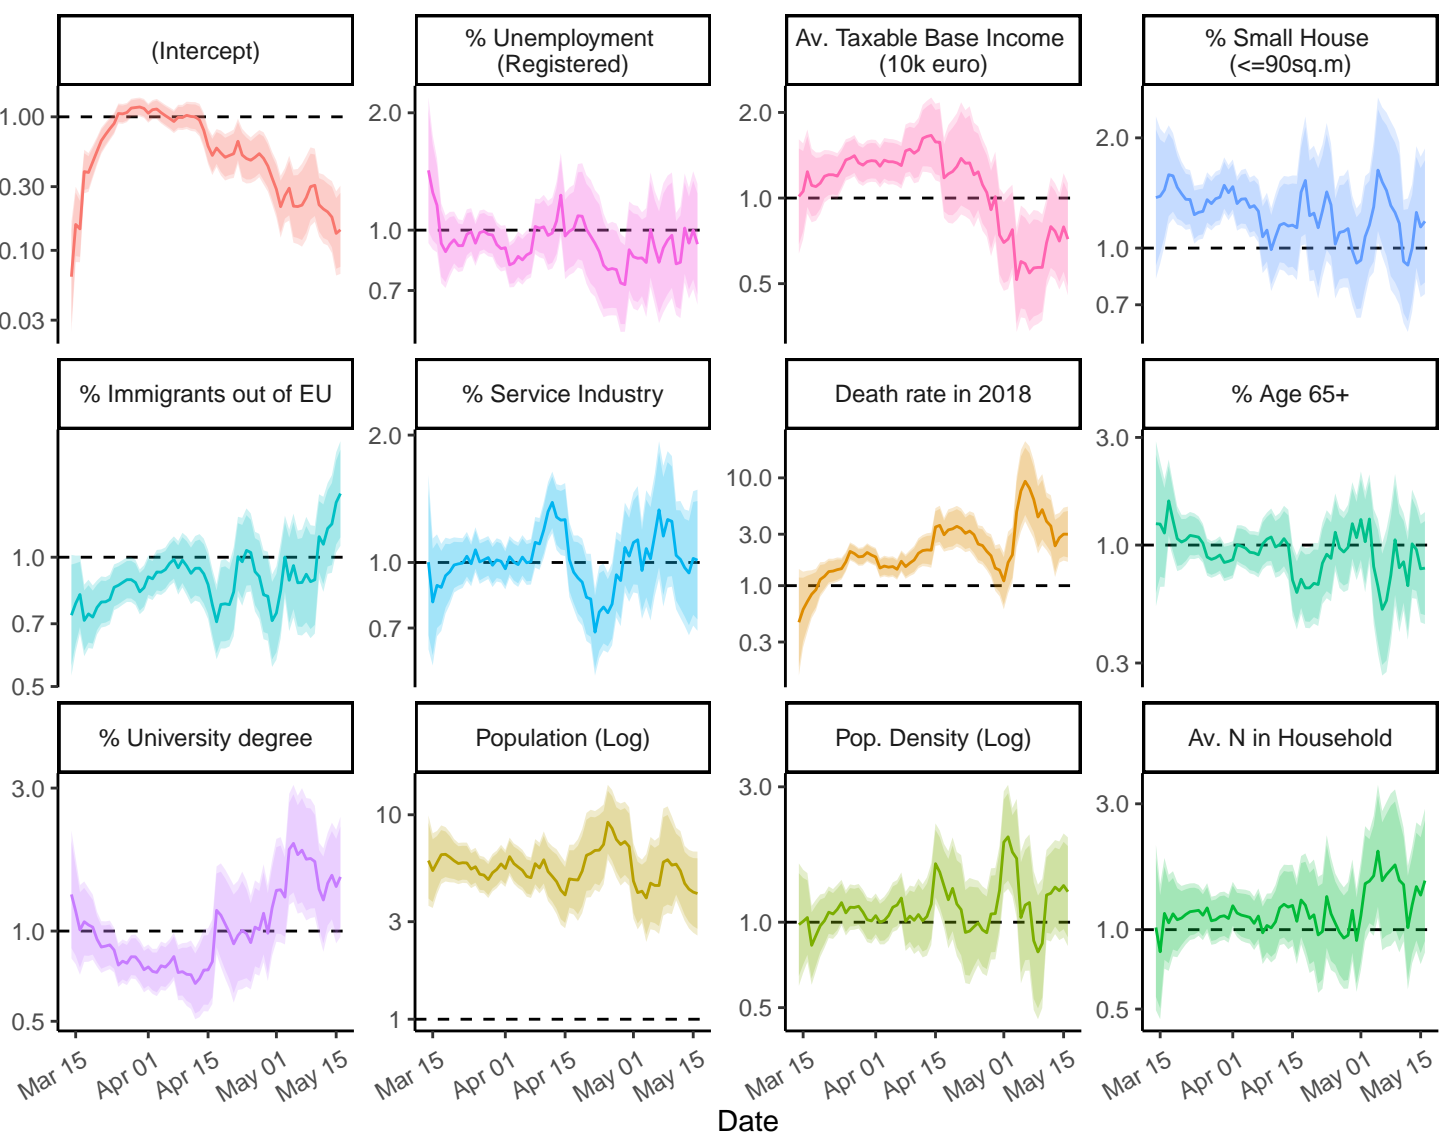 (Intercept)
% Unemployment
(Registered)
Av. Taxable Base Income
(10k euro)
% Small House
(<=90sq.m)
1.00
0.30
0.10
0.03
2.0
1.0
0.7
2.0
1.0
0.5
2.0
1.0
0.7
% Immigrants out of EU
% Service Industry
Death rate in 2018
% Age 65+
1.0
0.7
0.5
2.0
1.0
0.7
10.0
3.0
1.0
0.3
3.0
1.0
0.3
% University degree
Population (Log)
Pop. Density (Log)
Av. N in Household
3.0
1.0
0.5
10
3
1
3.0
1.0
0.5
3.0
1.0
0.5
Mar 15
Apr 01
Apr 15
May 01
May 15
Mar 15
Apr 01
Apr 15
May 01
May 15
Mar 15
Apr 01
Apr 15
May 01
May 15
Mar 15
Apr 01
Apr 15
May 01
May 15
Date